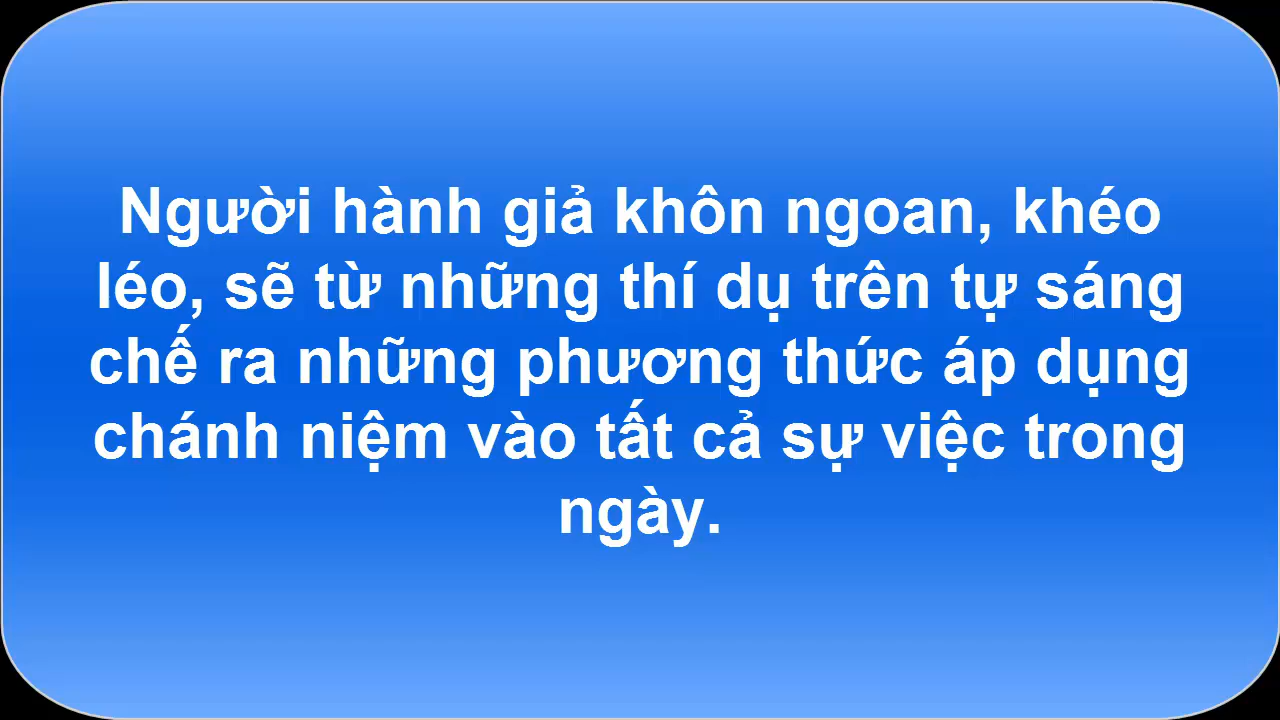 Người hành giả khôn ngoan, khéo
léo, sẽ từ những thí dụ trên tự sáng
chế ra những phương thức áp dụng
chánh niệm vào tất cả sự việc trong
ngày.